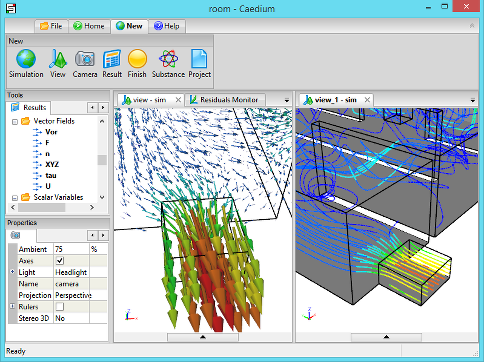 room - Caedium
File Home New Help
New
Simulation View Camera Result Finish Substance Project
Tools
Results
Vector Fields
Vor
F
n
XYZ
tau
U
Scalar Variables
Properties
Ambient 75 %
Axes
Light Headlight
Name camera
Projection Perspective
Rulers
Stereo 3D No
view - sim Residuals Monitor
view_1 - sim
Ready